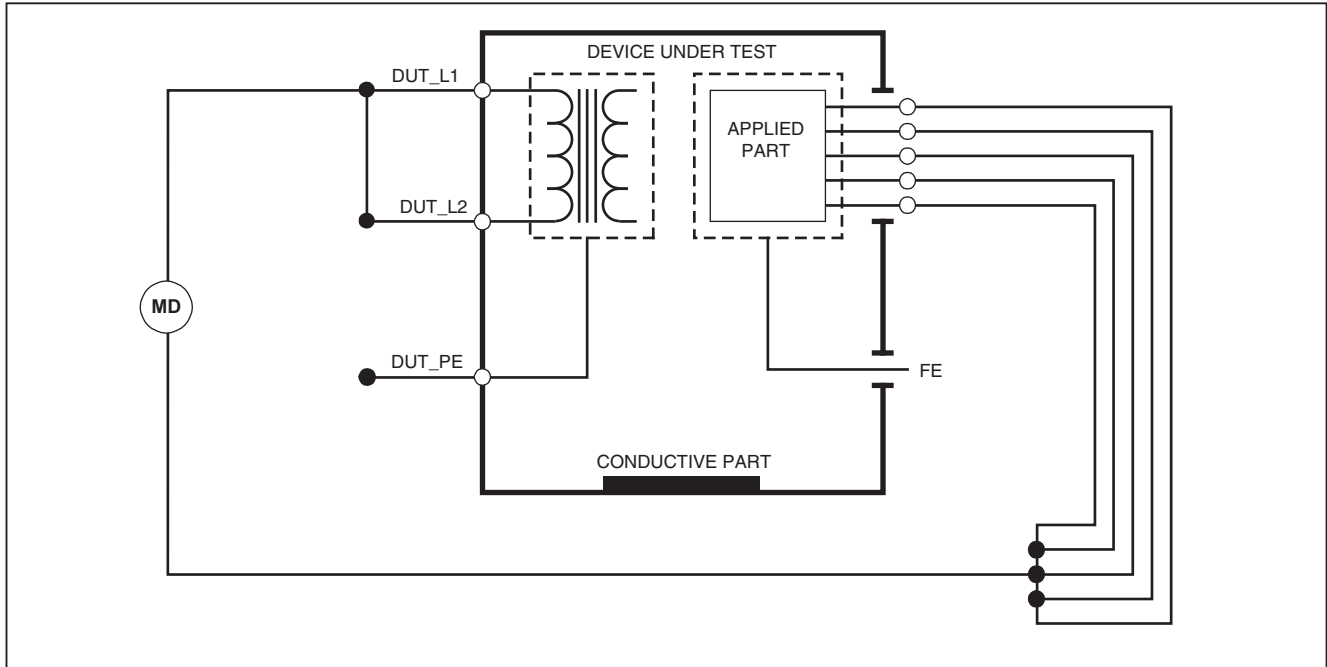 DEVICE UNDER TEST
DUT_L1
APPLIED
PART
DUT_L2
MD
DUT_PE
FE
CONDUCTIVE PART